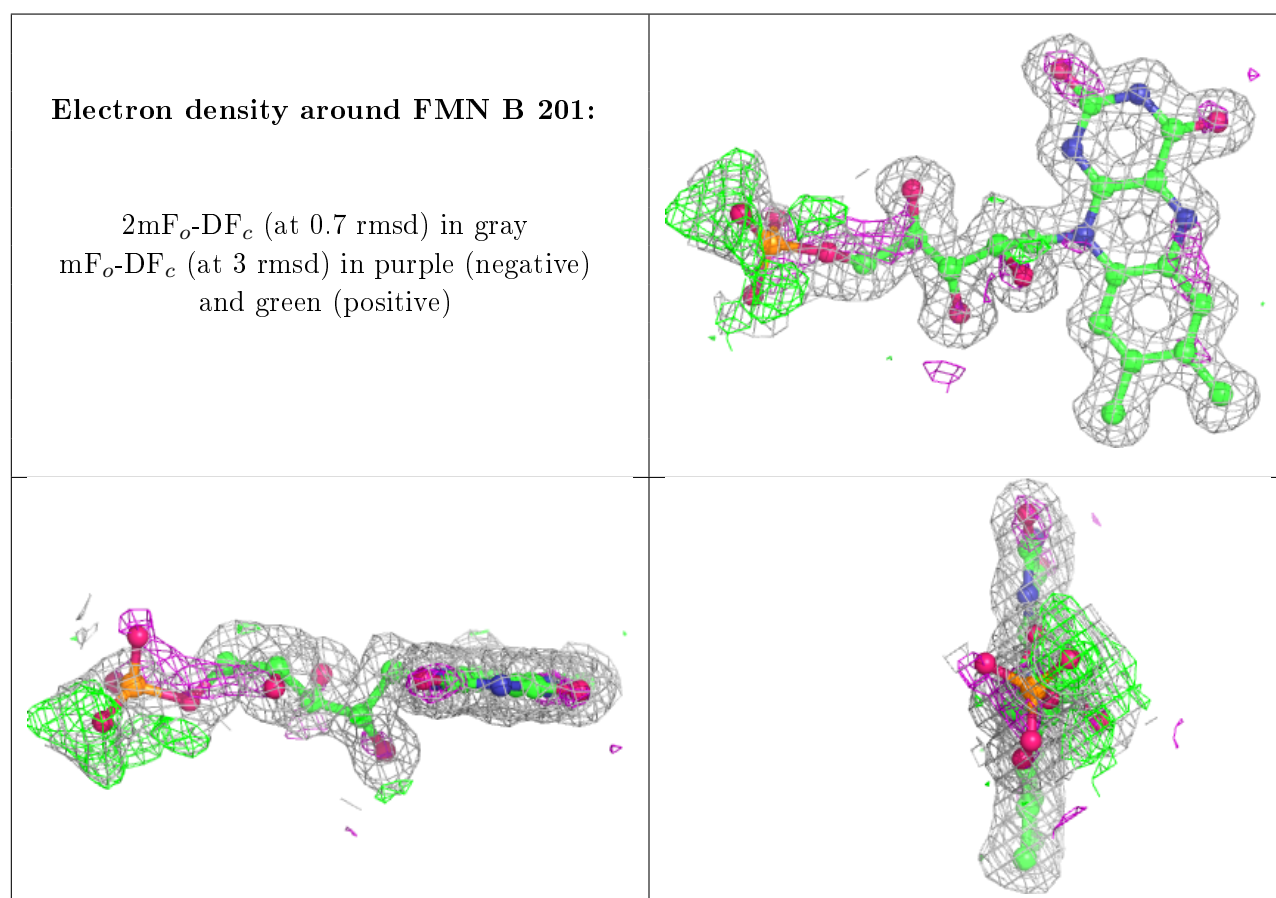 Electron density around FMN B 201:
2mFo-DFc (at 0.7 rmsd) in gray
mFo-DFc (at 3 rmsd) in purple (negative)
and green (positive)